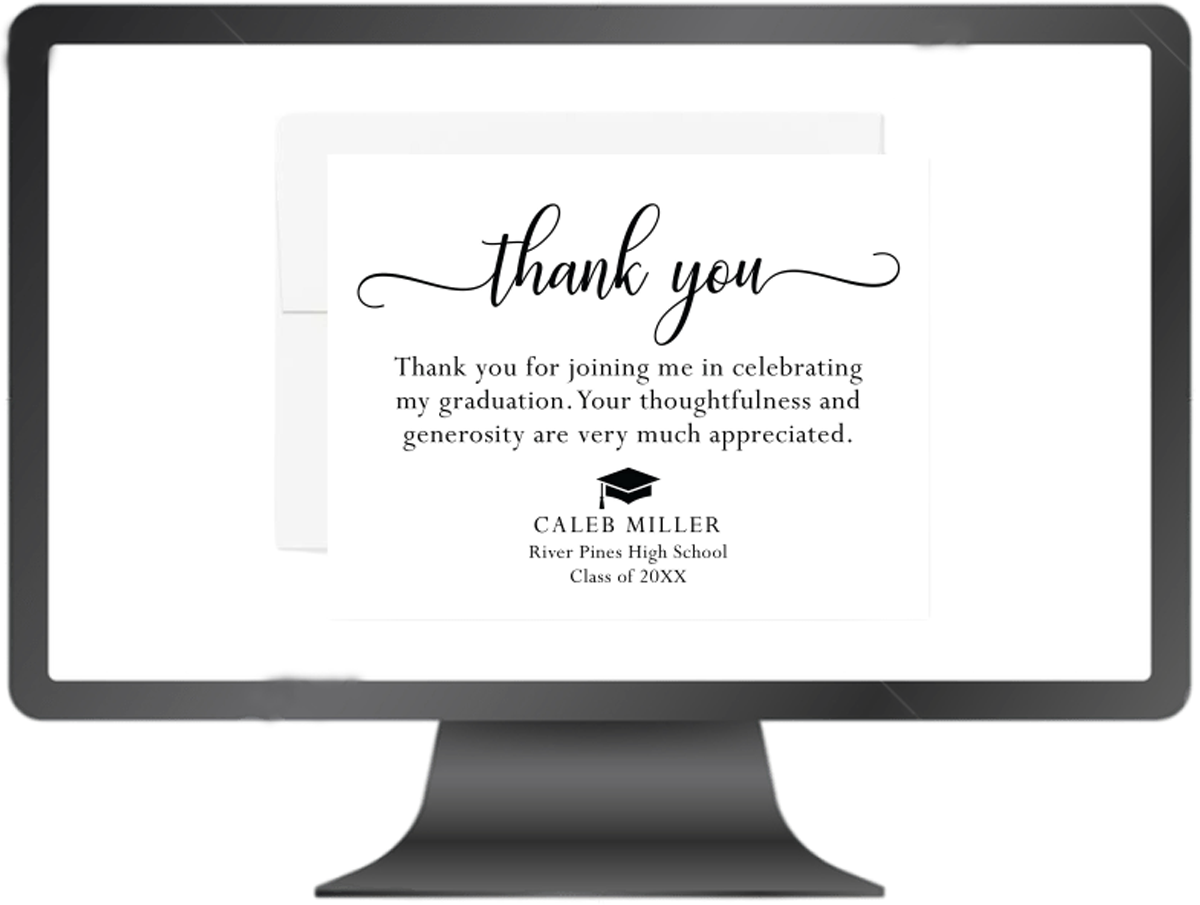 thank you
Thank you for joining me in celebrating
my graduation. Your thoughtfulness and
generosity are very much appreciated.
CALEB MILLER
River Pines High School
Class of 20XX